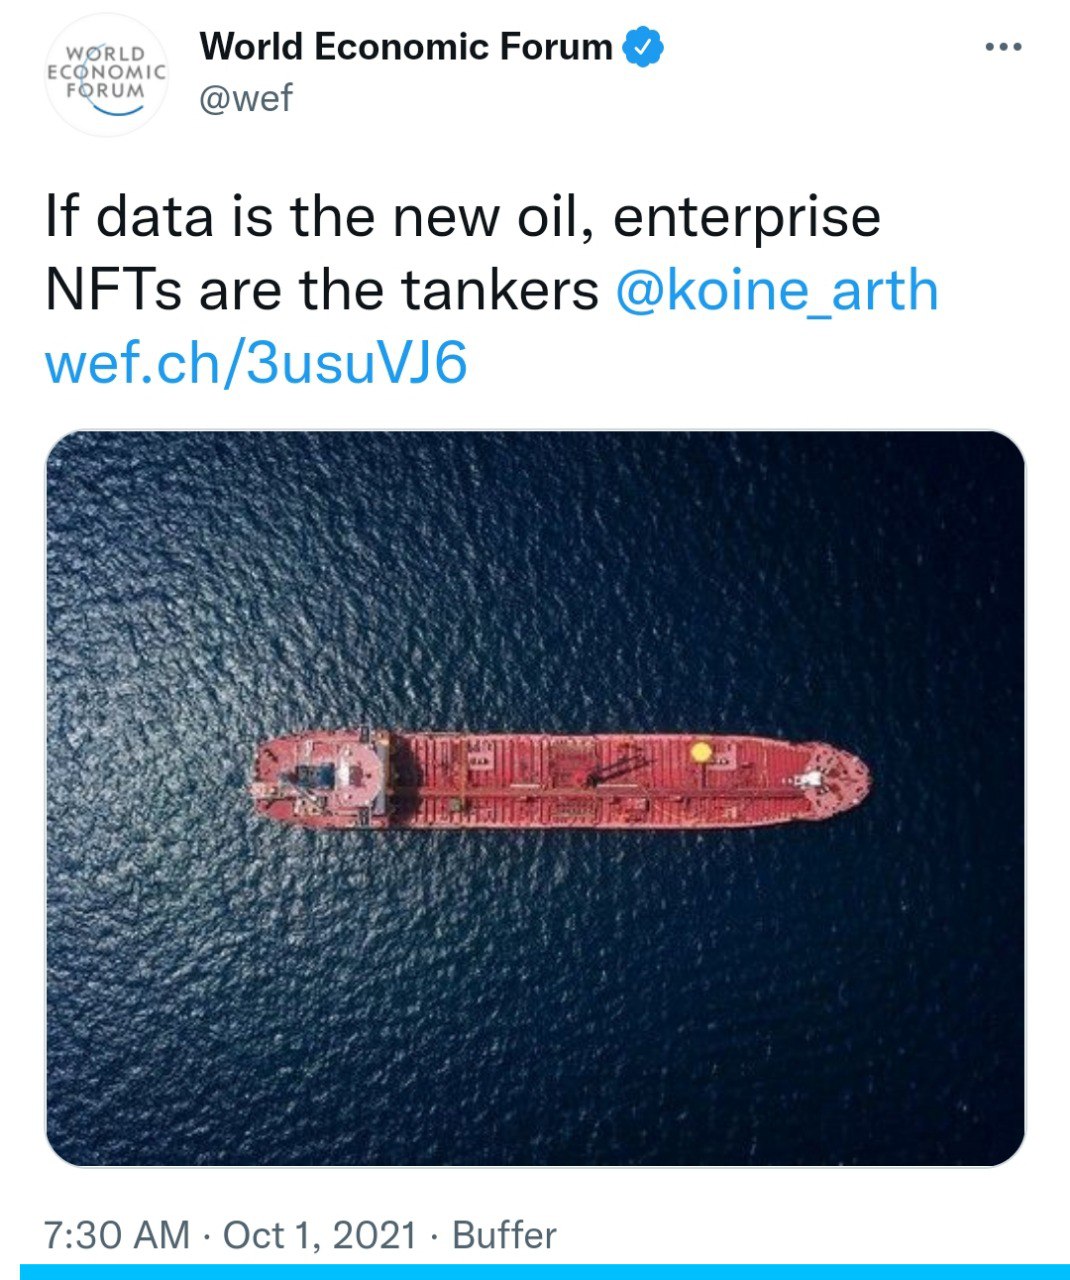 WORLD
ECONOMIC
FORUM
World Economic Forum
@wef
If data is the new oil, enterprise
NFTs are the tankers @koine_arth
wef.ch/3usuVJ6
7:30 AM · Oct 1, 2021 · Buffer